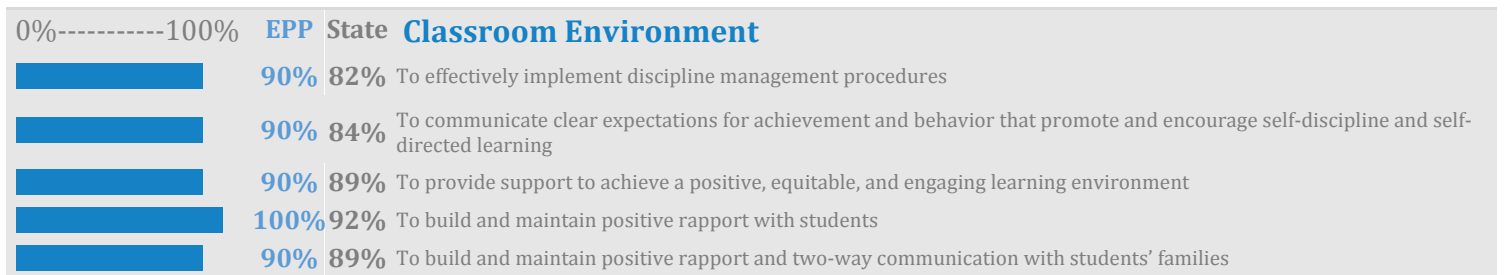 0%-----------100% EPP State Classroom Environment
90% 82% To effectively implement discipline management procedures
90% 84% To communicate clear expectations for achievement and behavior that promote and encourage self-discipline and self-
directed learning
90% 89% To provide support to achieve a positive, equitable, and engaging learning environment
100% 92% To build and maintain positive rapport with students
90% 89% To build and maintain positive rapport and two-way communication with students’ families